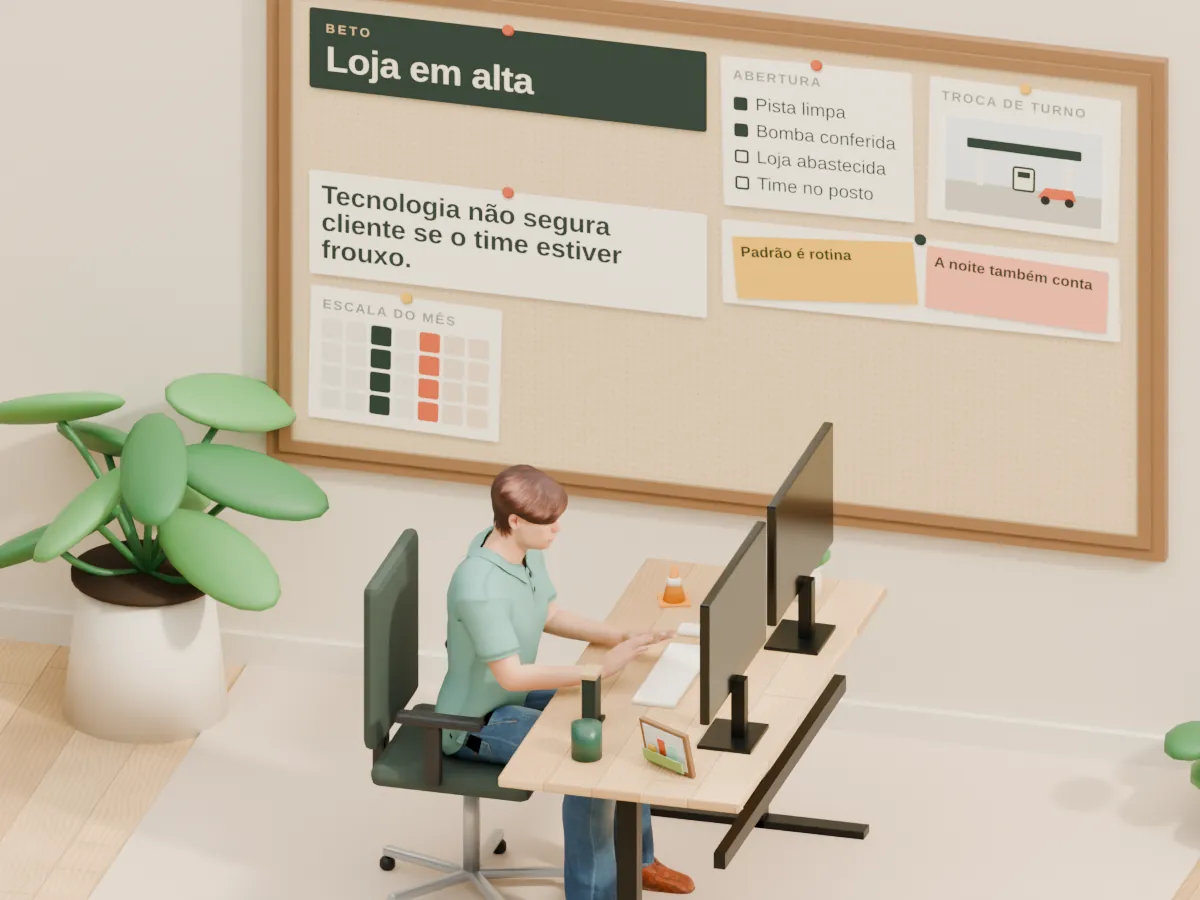 BETO
Loja em alta
ABERTURA
Pista limpa
Bomba conferida
Loja abastecida
Time no posto
TROCA DE TURNO
Tecnologia não segura
cliente se o time estiver
frouxo.
Padrão é rotina
A noite também conta
ESCALA DO MÊS